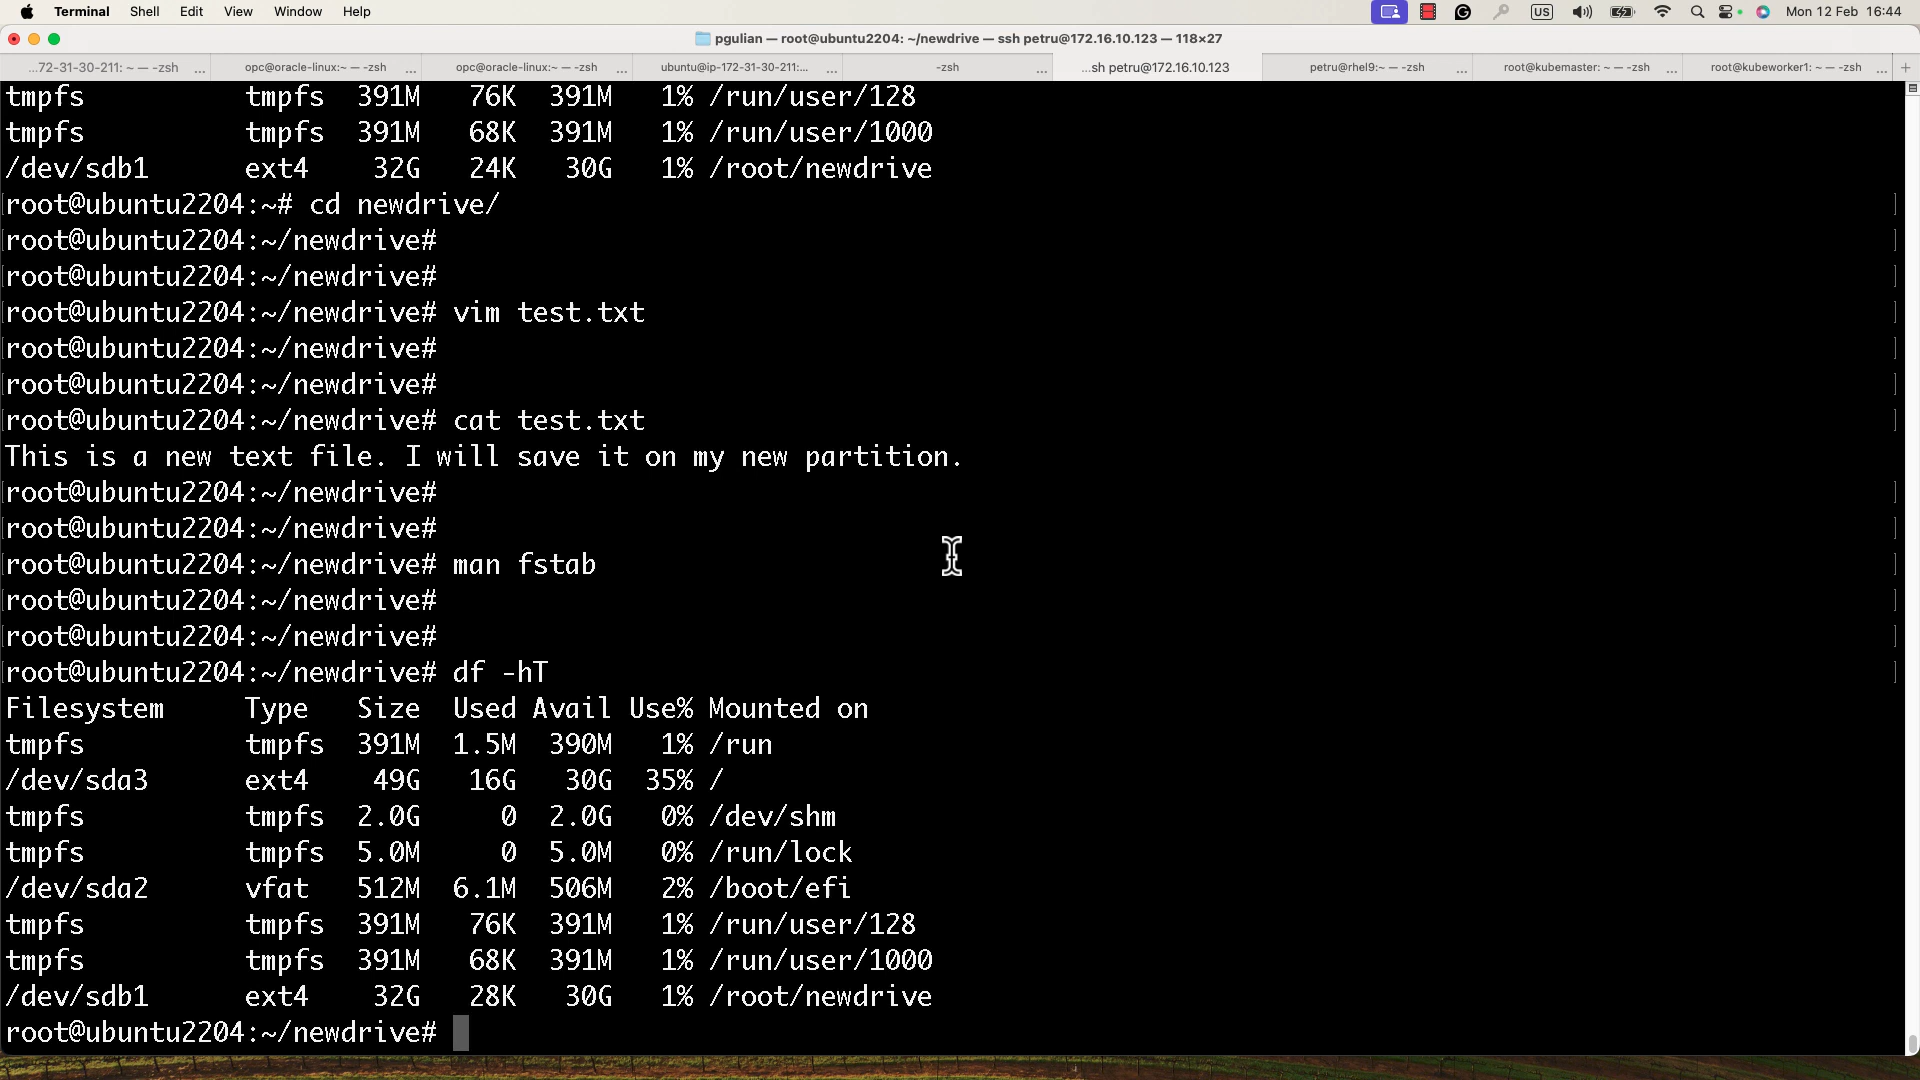 Terminal Shell Edit View Window Help US Mon 12 Feb 16:44
pgulian — root@ubuntu2204: ~/newdrive — ssh petru@172.16.10.123 — 118×27
...72-31-30-211: ~ — -zsh ... opc@oracle-linux:~ — -zsh ... opc@oracle-linux:~ — -zsh ... ubuntu@ip-172-31-30-211:... ... -zsh ... ...sh petru@172.16.10.123 petru@rhel9:~ — -zsh ... root@kubemaster: ~ — -zsh ... root@kubeworker1: ~ — -zsh ... +
tmpfs tmpfs 391M 76K 391M 1% /run/user/128
tmpfs tmpfs 391M 68K 391M 1% /run/user/1000
/dev/sdb1 ext4 32G 24K 30G 1% /root/newdrive
[root@ubuntu2204:~# cd newdrive/ ]
[root@ubuntu2204:~/newdrive# ]
[root@ubuntu2204:~/newdrive# ]
[root@ubuntu2204:~/newdrive# vim test.txt ]
[root@ubuntu2204:~/newdrive# ]
[root@ubuntu2204:~/newdrive# ]
[root@ubuntu2204:~/newdrive# cat test.txt ]
This is a new text file. I will save it on my new partition.
[root@ubuntu2204:~/newdrive# ]
[root@ubuntu2204:~/newdrive# ]
[root@ubuntu2204:~/newdrive# man fstab ]
[root@ubuntu2204:~/newdrive# ]
[root@ubuntu2204:~/newdrive# ]
[root@ubuntu2204:~/newdrive# df -hT ]
Filesystem Type Size Used Avail Use% Mounted on
tmpfs tmpfs 391M 1.5M 390M 1% /run
/dev/sda3 ext4 49G 16G 30G 35% /
tmpfs tmpfs 2.0G 0 2.0G 0% /dev/shm
tmpfs tmpfs 5.0M 0 5.0M 0% /run/lock
/dev/sda2 vfat 512M 6.1M 506M 2% /boot/efi
tmpfs tmpfs 391M 76K 391M 1% /run/user/128
tmpfs tmpfs 391M 68K 391M 1% /run/user/1000
/dev/sdb1 ext4 32G 28K 30G 1% /root/newdrive
root@ubuntu2204:~/newdrive#